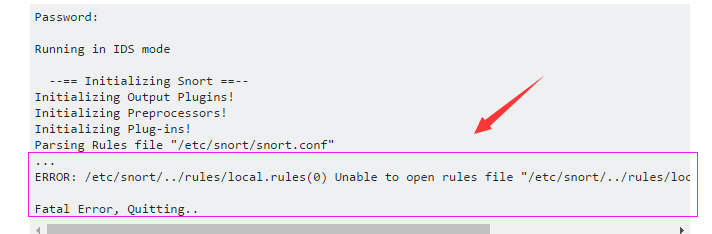 Password:
Running in IDS mode
--== Initializing Snort ==--
Initializing Output Plugins!
Initializing Preprocessors!
Initializing Plug-ins!
Parsing Rules file "/etc/snort/snort.conf"
...
ERROR: /etc/snort/../rules/local.rules(0) Unable to open rules file "/etc/snort/../rules/loc
Fatal Error, Quitting..